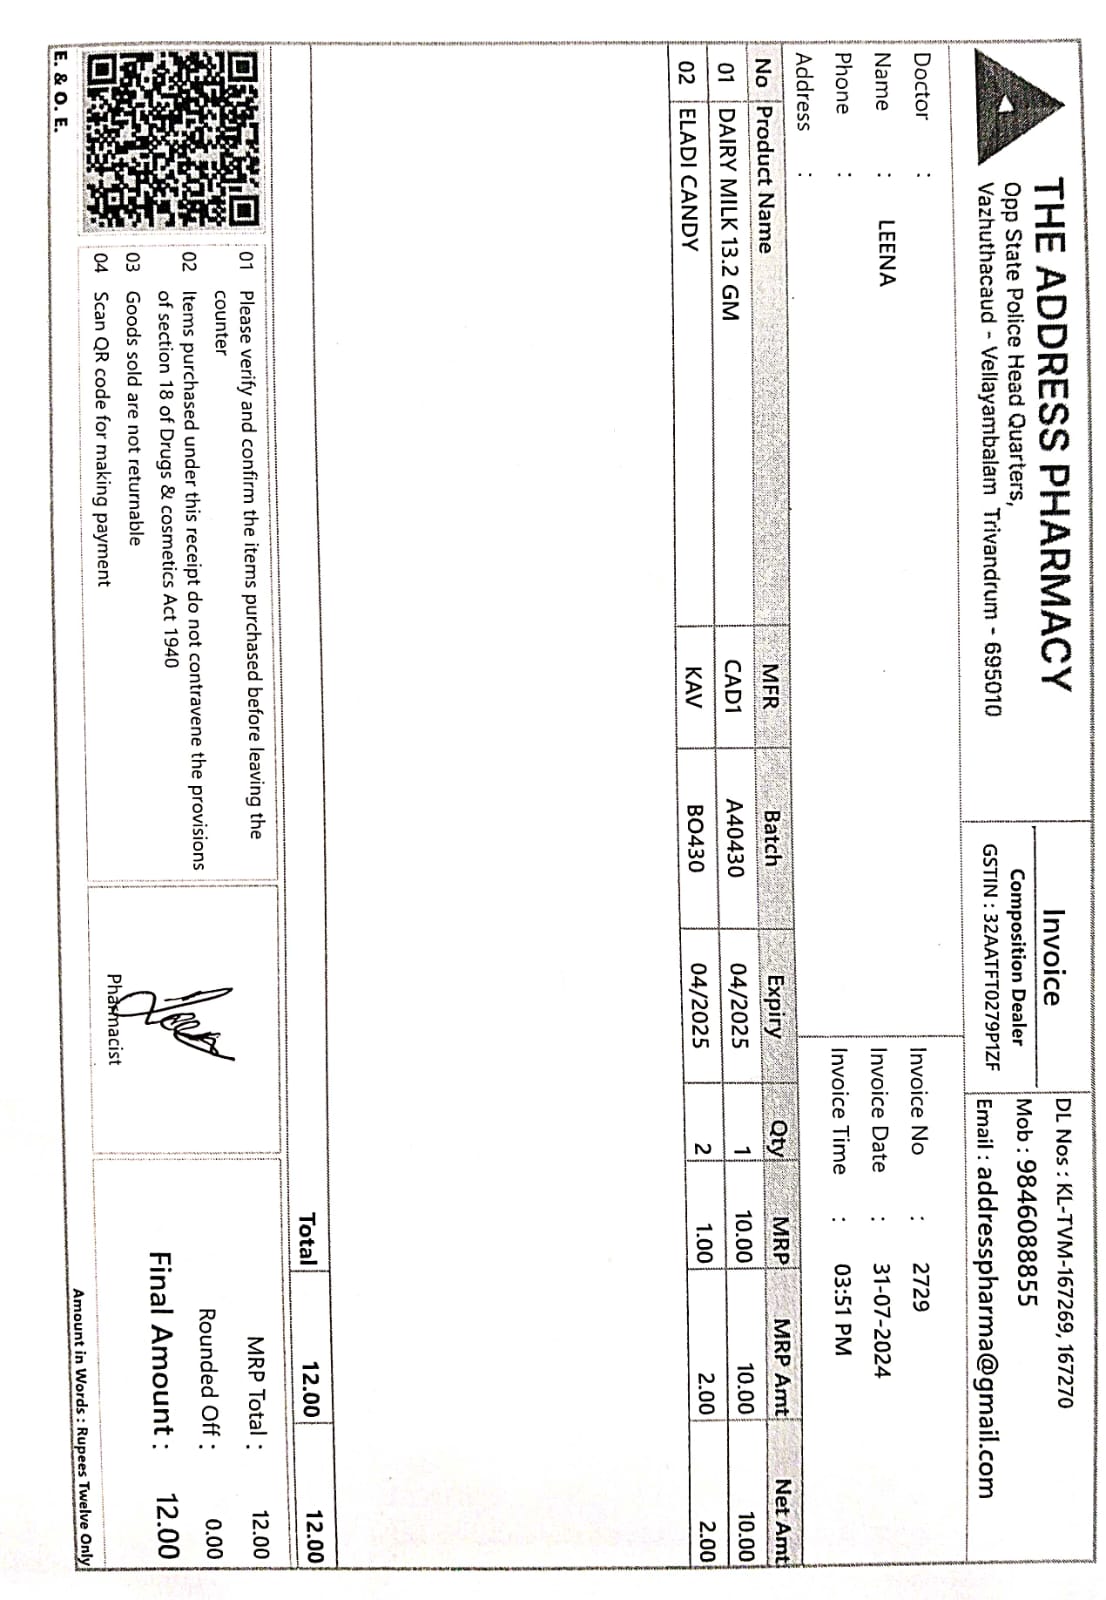 THE ADDRESS PHARMACY
Opp State Police Head Quarters,
Vazhuthacaud - Vellayambalam Trivandrum - 695010
Invoice
Composition Dealer
GSTIN : 32AATFT0279P1ZF
DL Nos : KL-TVM-167269, 167270
Mob : 9846088855
Email : addresspharma@gmail.com
Doctor :
Name : LEENA
Phone :
Address :
Invoice No : 2729
Invoice Date : 31-07-2024
Invoice Time : 03:51 PM
No Product Name MFR Batch Expiry Qty MRP MRP Amt Net Amt
01 DAIRY MILK 13.2 GM CAD1 A40430 04/2025 1 10.00 10.00 10.00
02 ELADI CANDY KAV BO430 04/2025 2 1.00 2.00 2.00
Total 12.00 12.00
01 Please verify and confirm the items purchased before leaving the
counter
02 Items purchased under this receipt do not contravene the provisions
of section 18 of Drugs & cosmetics Act 1940
03 Goods sold are not returnable
04 Scan QR code for making payment
Pharmacist
MRP Total : 12.00
Rounded Off : 0.00
Final Amount : 12.00
Amount in Words : Rupees Twelve Only
E. & O. E.